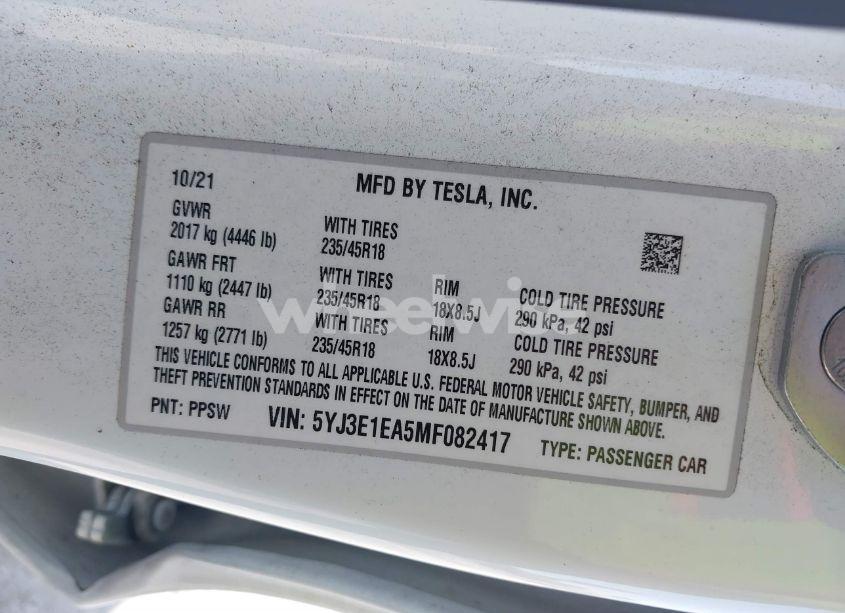 10/21 MFD BY TESLA, INC.
GVWR
2017 kg (4446 lb) WITH TIRES 235/45R18
GAWR FRT
1110 kg (2447 lb) WITH TIRES 235/45R18 RIM 18X8.5J COLD TIRE PRESSURE 290 kPa, 42 psi
GAWR RR
1257 kg (2771 lb) WITH TIRES 235/45R18 RIM 18X8.5J COLD TIRE PRESSURE 290 kPa, 42 psi
THIS VEHICLE CONFORMS TO ALL APPLICABLE U.S. FEDERAL MOTOR VEHICLE SAFETY, BUMPER, AND
THEFT PREVENTION STANDARDS IN EFFECT ON THE DATE OF MANUFACTURE SHOWN ABOVE.
PNT: PPSW VIN: 5YJ3E1EA5MF082417 TYPE: PASSENGER CAR